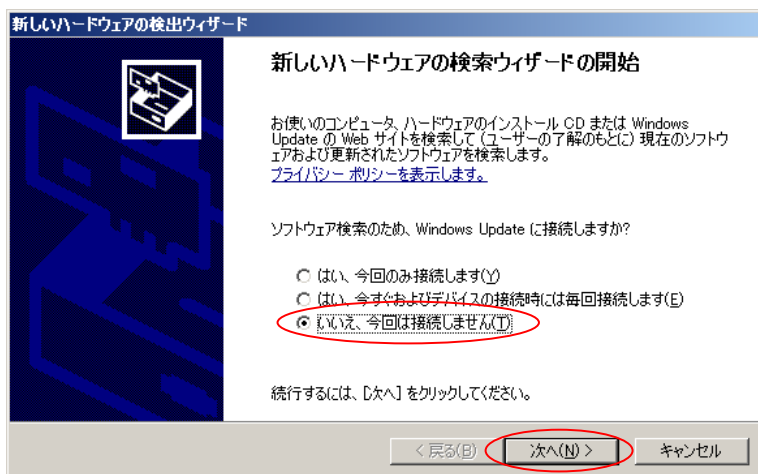 新しいハードウェアの検出ウィザード
新しいハードウェアの検索ウィザードの開始
お使いのコンピュータ、ハードウェアのインストール CD または Windows
Update の Web サイトを検索して (ユーザーの了解のもとに) 現在のソフトウ
ェアおよび更新されたソフトウェアを検索します。
プライバシー ポリシーを表示します。
ソフトウェア検索のため、Windows Update に接続しますか?
はい、今回のみ接続します(Y)
はい、今すぐおよびデバイスの接続時には毎回接続します(E)
いいえ、今回は接続しません(T)
続行するには、[次へ] をクリックしてください。
< 戻る(B) 次へ(N) > キャンセル